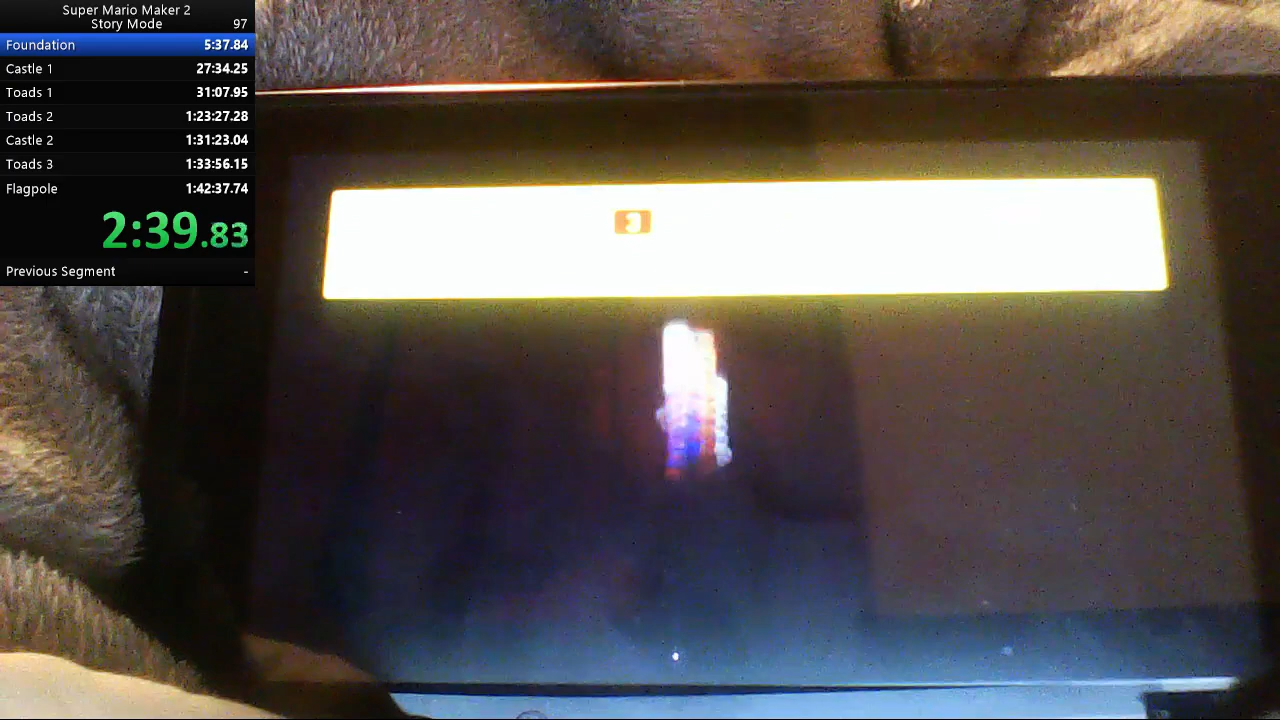 Super Mario Maker 2
Story Mode 97
Foundation 5:37.84
Castle 1 27:34.25
Toads 1 31:07.95
Toads 2 1:23:27.28
Castle 2 1:31:23.04
Toads 3 1:33:56.15
Flagpole 1:42:37.74
2:39.83
Previous Segment -